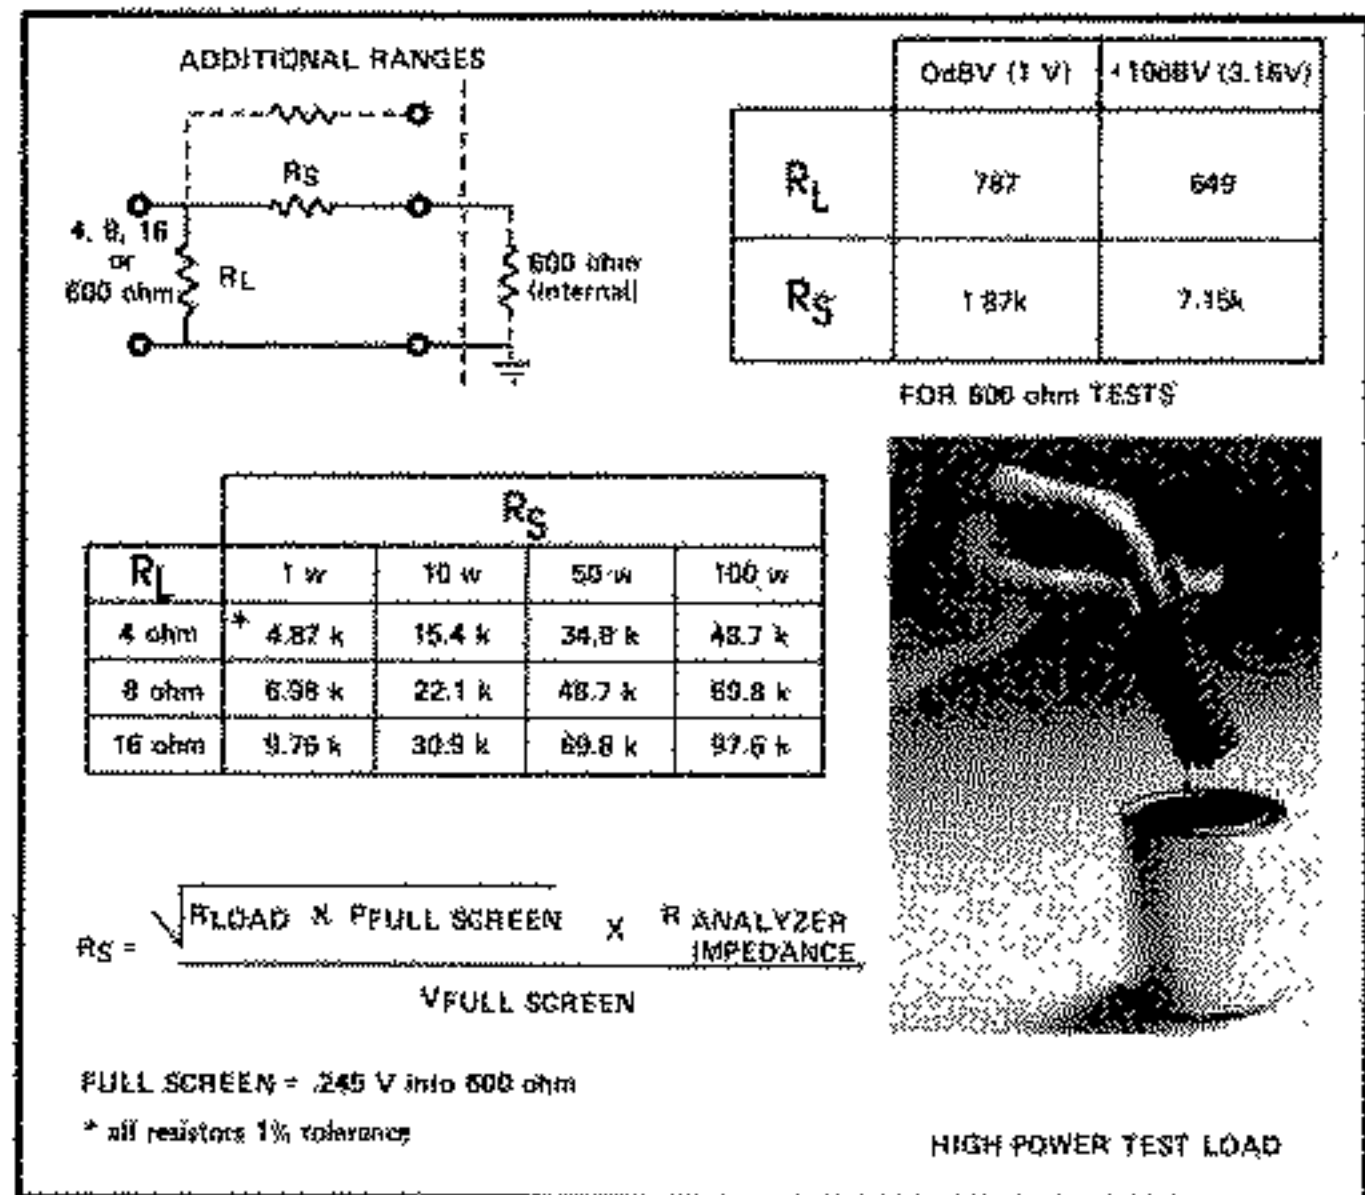 ADDITIONAL RANGES
RS
4, 8, 16
or
600 ohm
RL
600 ohm
(internal)
0dBV (1 V) +10dBV (3.16V)
RL 787 649
RS 1.87k 7.15k
FOR 600 ohm TESTS
RS
RL 1 w 10 w 50 w 100 w
4 ohm * 4.87 k 15.4 k 34.8 k 48.7 k
8 ohm 6.98 k 22.1 k 48.7 k 69.8 k
16 ohm 9.76 k 30.9 k 69.8 k 97.6 k
RS = √RLOAD X PFULL SCREEN X R ANALYZER IMPEDANCE
VFULL SCREEN
FULL SCREEN = .245 V into 600 ohm
* all resistors 1% tolerance
HIGH POWER TEST LOAD